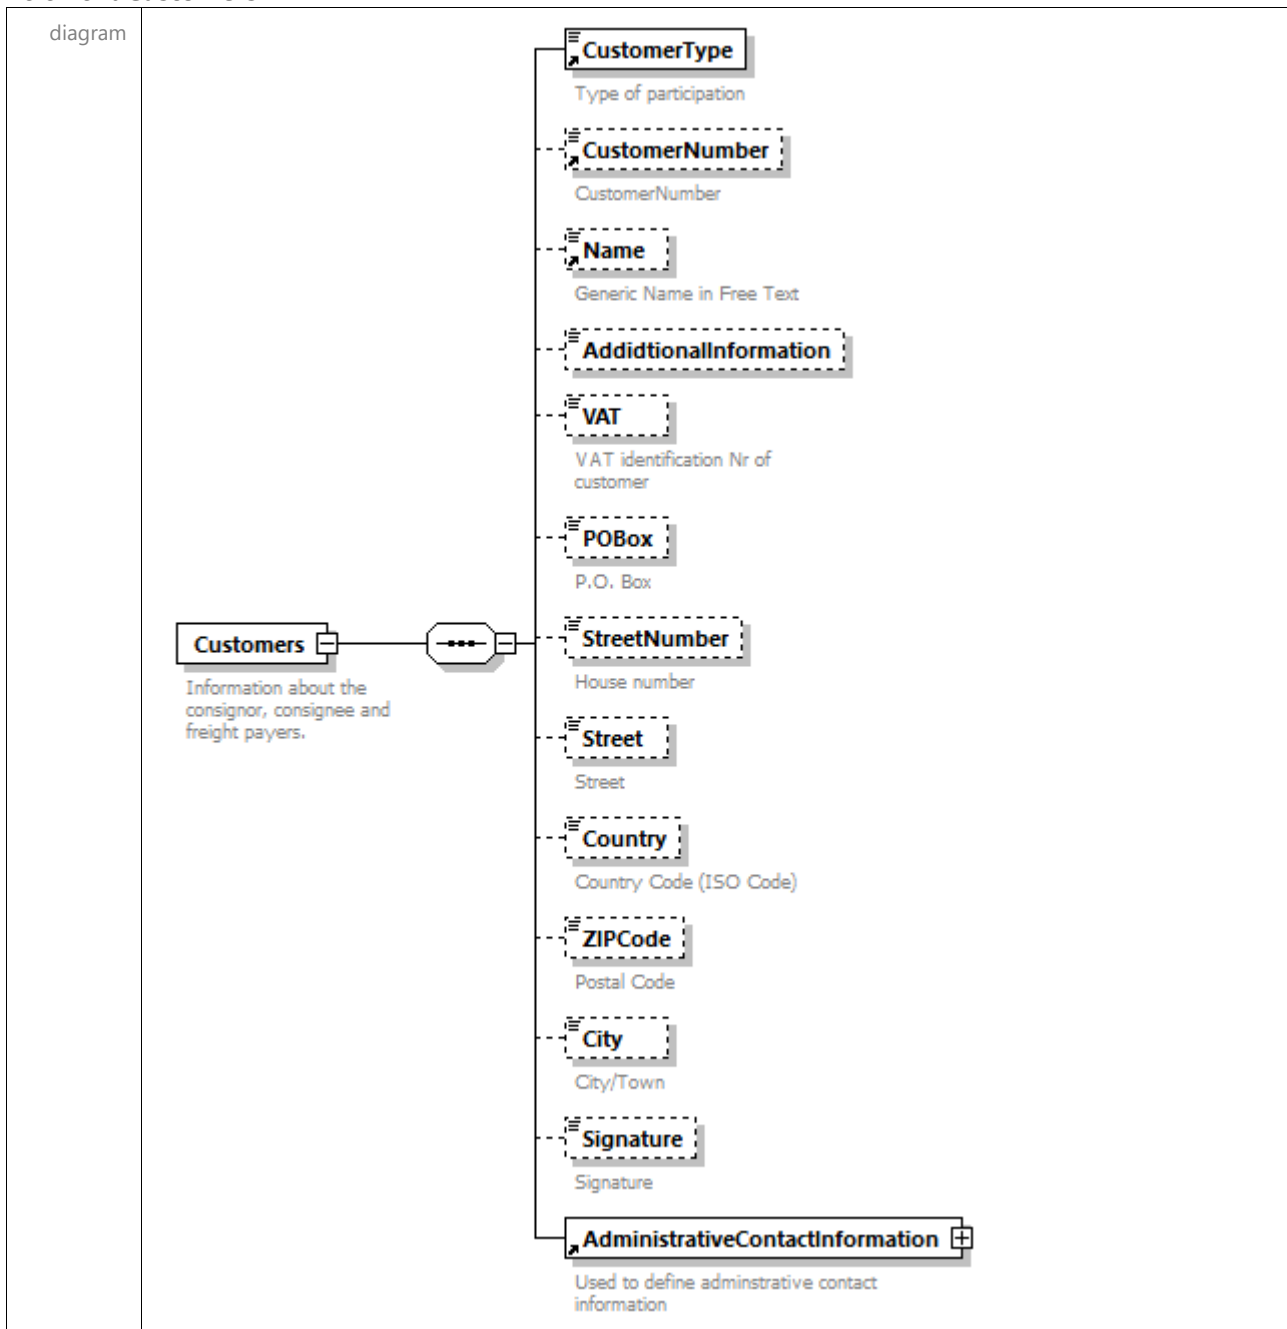 diagram
CustomerType
Type of participation
CustomerNumber
CustomerNumber
Name
Generic Name in Free Text
AddidtionalInformation
VAT
VAT identification Nr of
customer
POBox
P.O. Box
Customers
Information about the
consignor, consignee and
freight payers.
StreetNumber
House number
Street
Street
Country
Country Code (ISO Code)
ZIPCode
Postal Code
City
City/Town
Signature
Signature
AdministrativeContactInformation
Used to define adminstrative contact
information